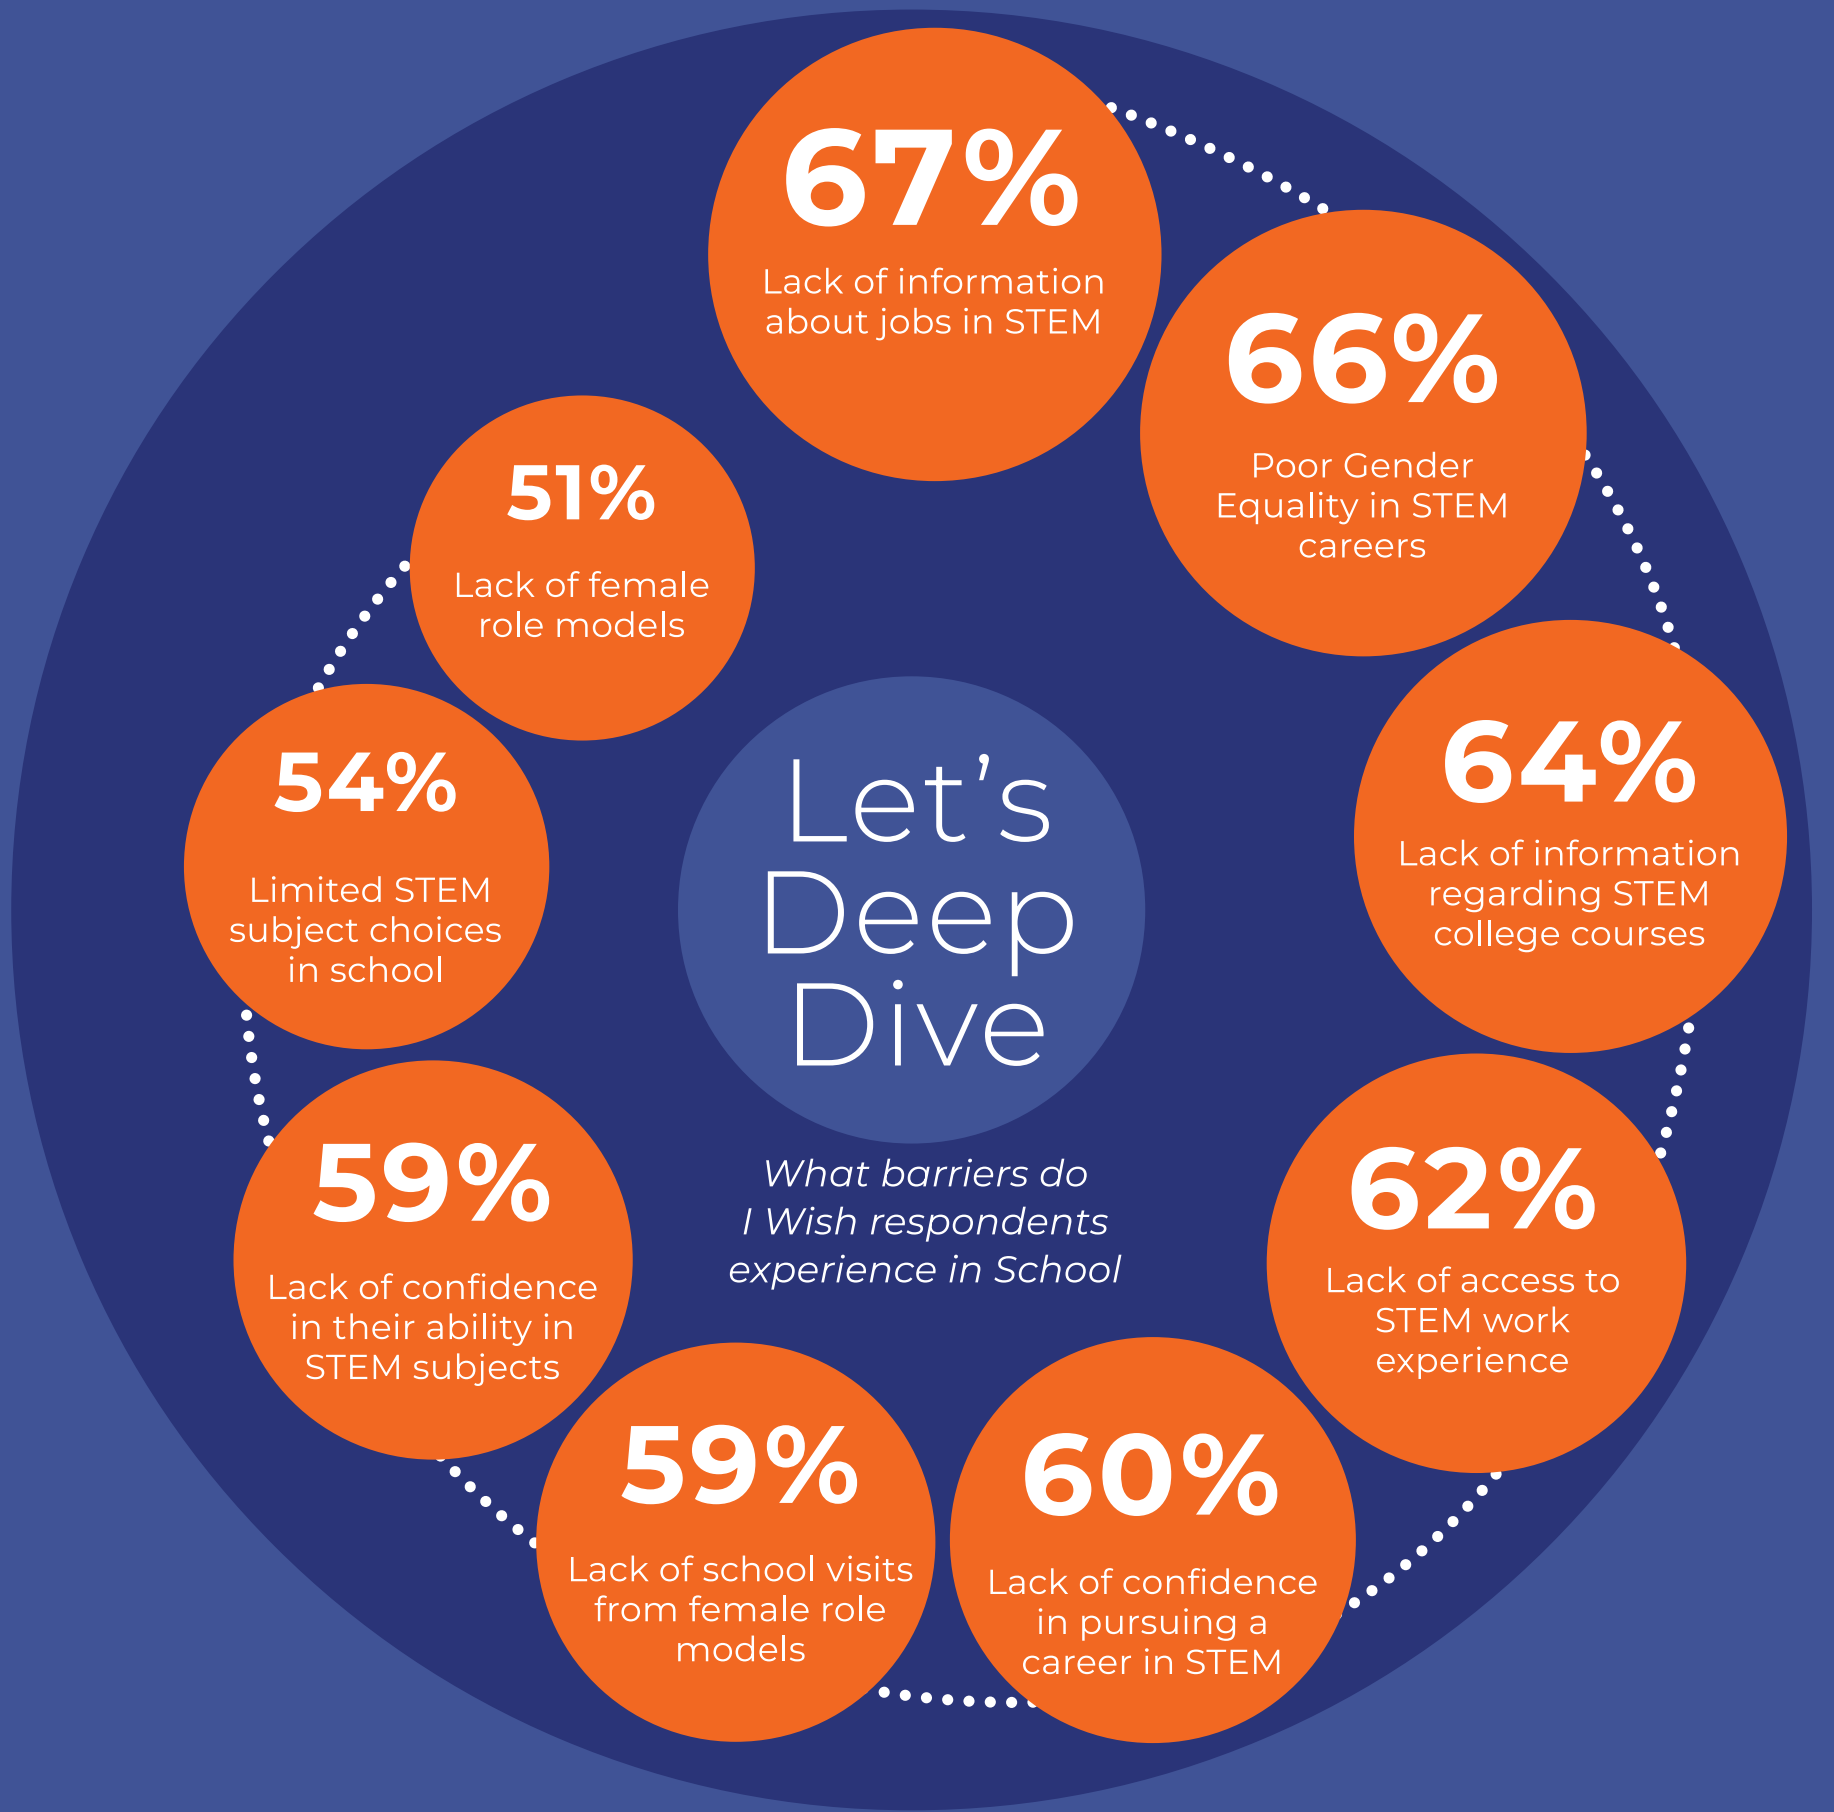 67%
Lack of information
about jobs in STEM
66%
Poor Gender
Equality in STEM
careers
64%
Lack of information
regarding STEM
college courses
62%
Lack of access to
STEM work
experience
60%
Lack of confidence
in pursuing a
career in STEM
59%
Lack of school visits
from female role
models
59%
Lack of confidence
in their ability in
STEM subjects
54%
Limited STEM
subject choices
in school
51%
Lack of female
role models
Let’s
Deep
Dive
What barriers do
I Wish respondents
experience in School